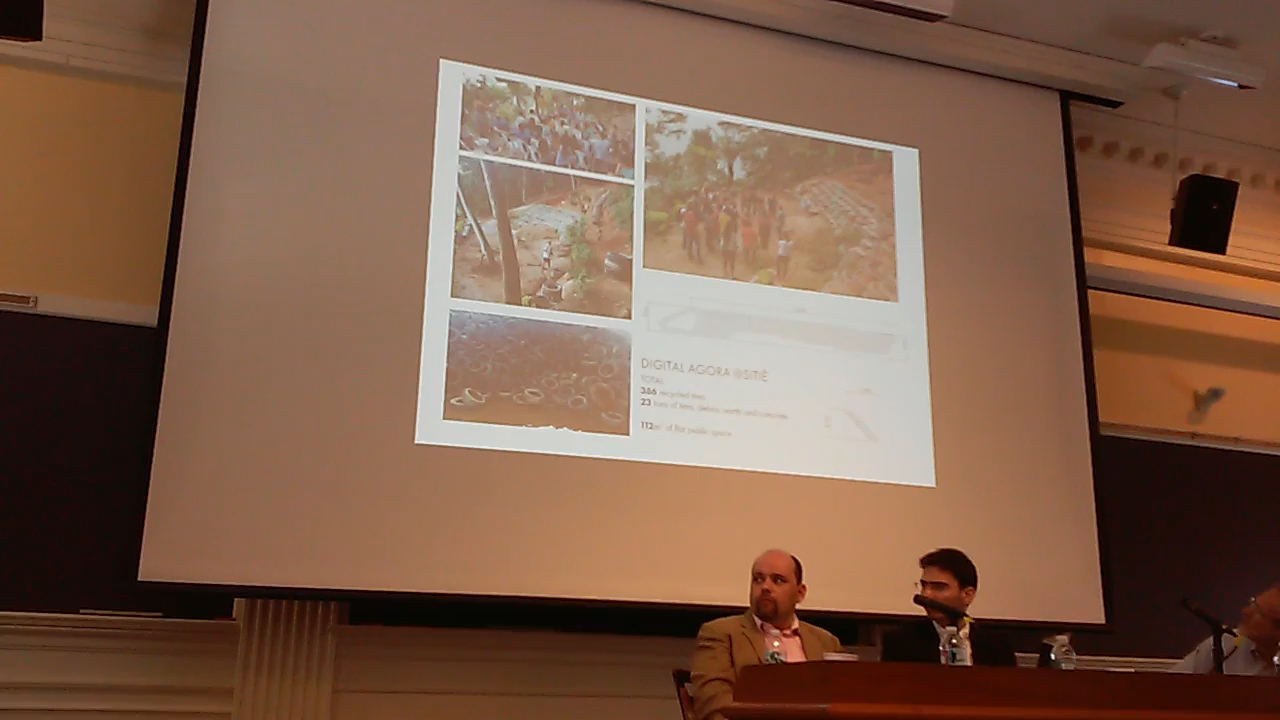 DIGITAL AGORA @SITIÊ
TOTAL:
386 recycled tires
23 tons of tires, debris, earth and concrete
112m² of flat public space